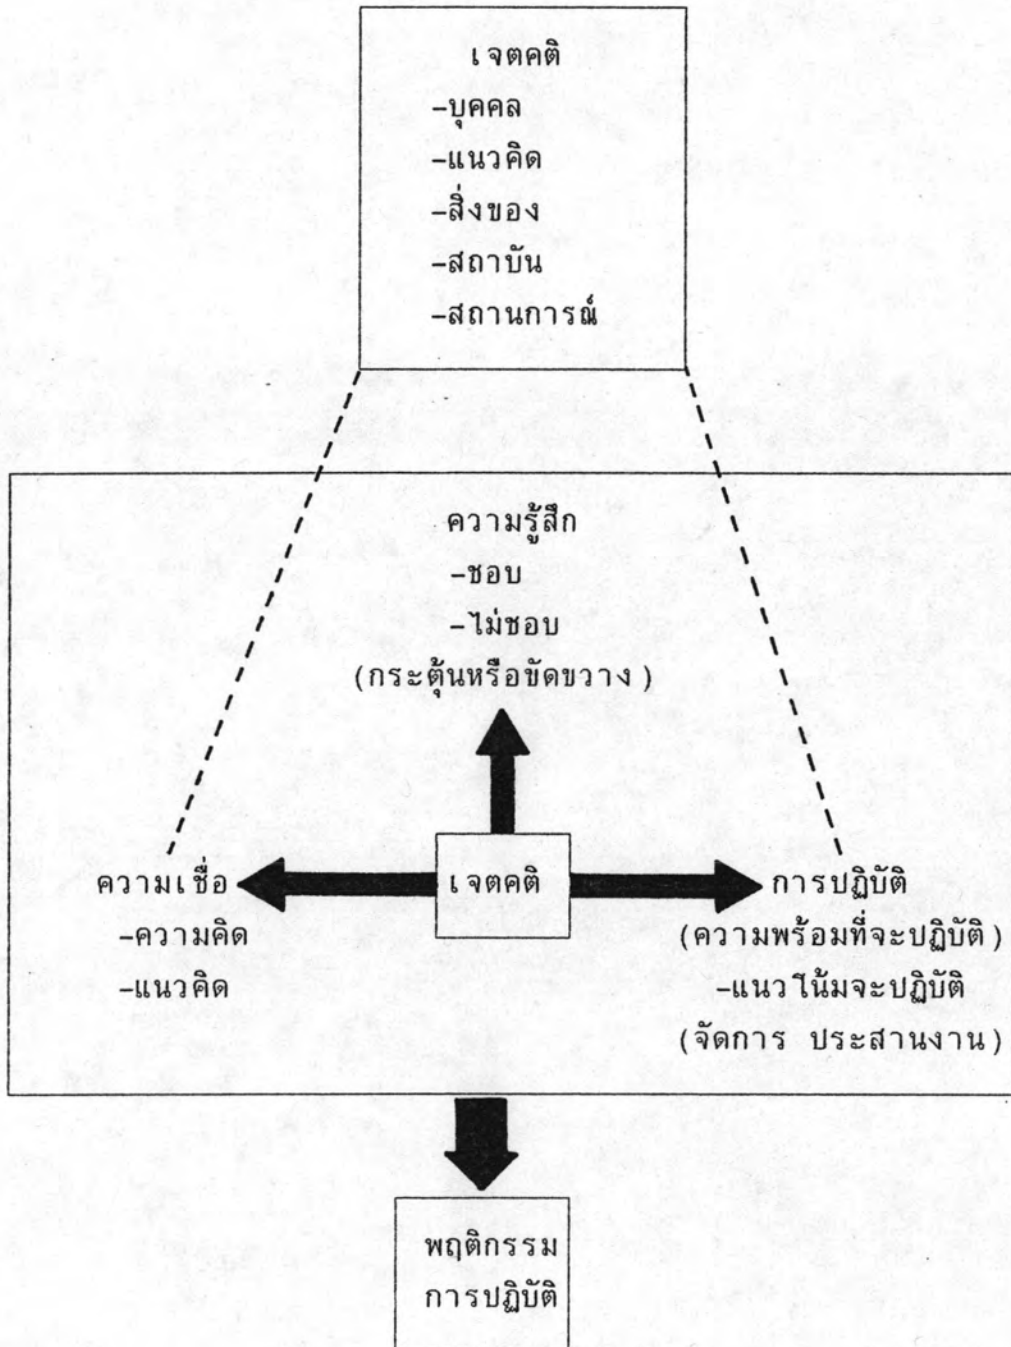 เจตคติ
-บุคคล
-แนวคิด
-สิ่งของ
-สถาบัน
-สถานการณ์
ความรู้สึก
-ชอบ
-ไม่ชอบ
(กระตุ้นหรือขัดขวาง)
ความเชื่อ
-ความคิด
-แนวคิด
เจตคติ
การปฏิบัติ
(ความพร้อมที่จะปฏิบัติ)
-แนวโน้มจะปฏิบัติ
(จัดการ ประสานงาน)
พฤติกรรม
การปฏิบัติ